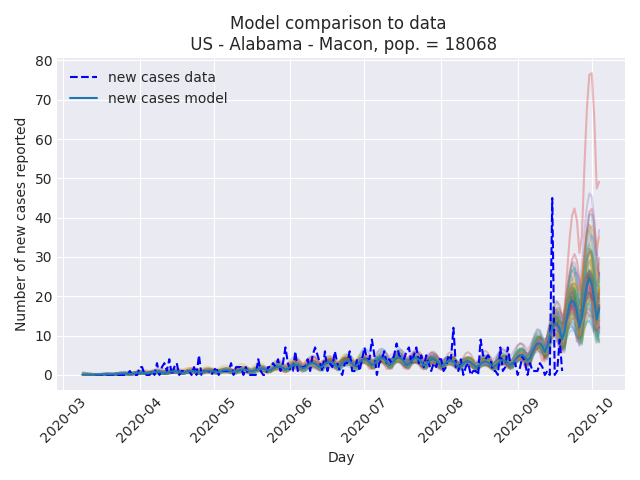 Model comparison to data
US - Alabama - Macon, pop. = 18068
new cases data
new cases model
Number of new cases reported
80
70
60
50
40
30
20
10
0
2020-03
2020-04
2020-05
2020-06
2020-07
2020-08
2020-09
2020-10
Day